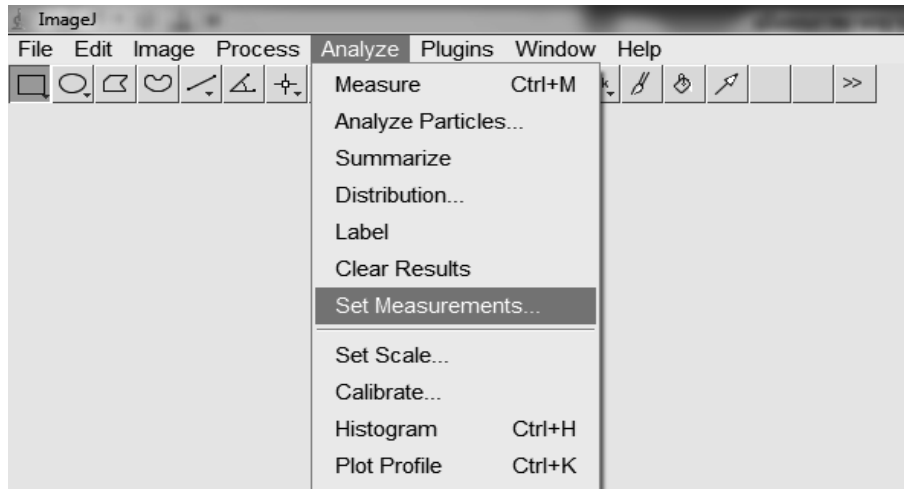 ImageJ
File Edit Image Process Analyze Plugins Window Help
>>
Measure Ctrl+M
Analyze Particles...
Summarize
Distribution...
Label
Clear Results
Set Measurements...
Set Scale...
Calibrate...
Histogram Ctrl+H
Plot Profile Ctrl+K